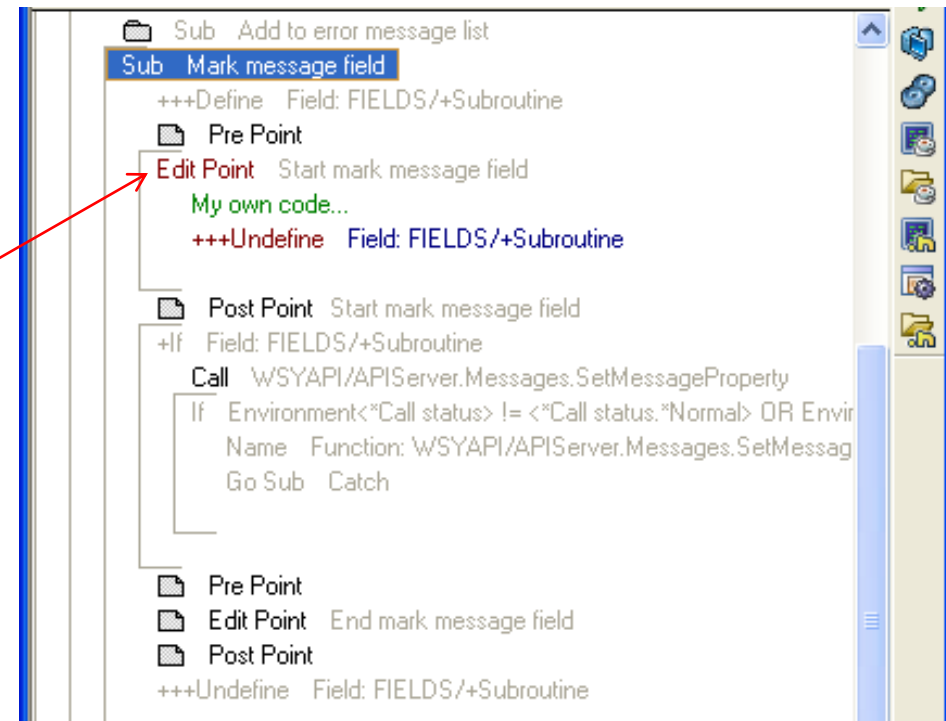 Sub Add to error message list
Sub Mark message field
+++Define Field: FIELDS/+Subroutine
Pre Point
Edit Point Start mark message field
My own code...
+++Undefine Field: FIELDS/+Subroutine
Post Point Start mark message field
+If Field: FIELDS/+Subroutine
Call WSYAPI/APIServer.Messages.SetMessageProperty
If Environment<*Call status> != <*Call status.*Normal> OR Envir
Name Function: WSYAPI/APIServer.Messages.SetMessag
Go Sub Catch
Pre Point
Edit Point End mark message field
Post Point
+++Undefine Field: FIELDS/+Subroutine